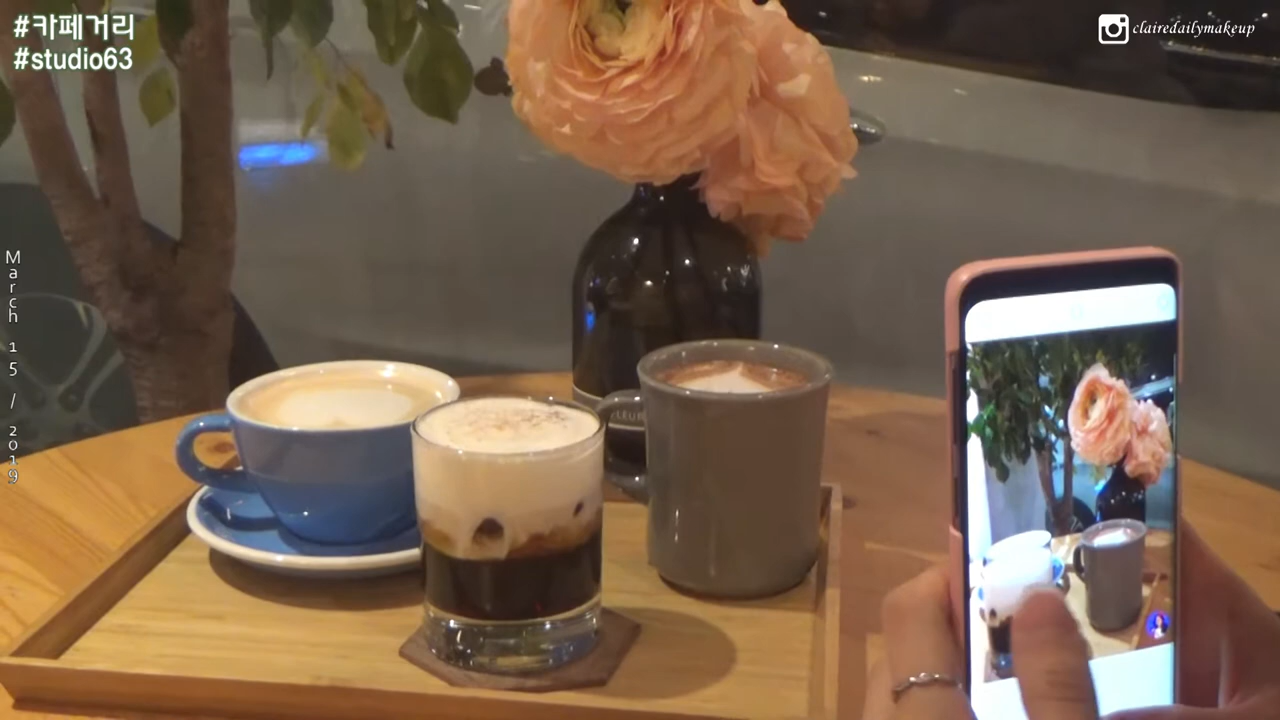 #카페거리
#studio63
clairedailymakeup
March 15 / 2019